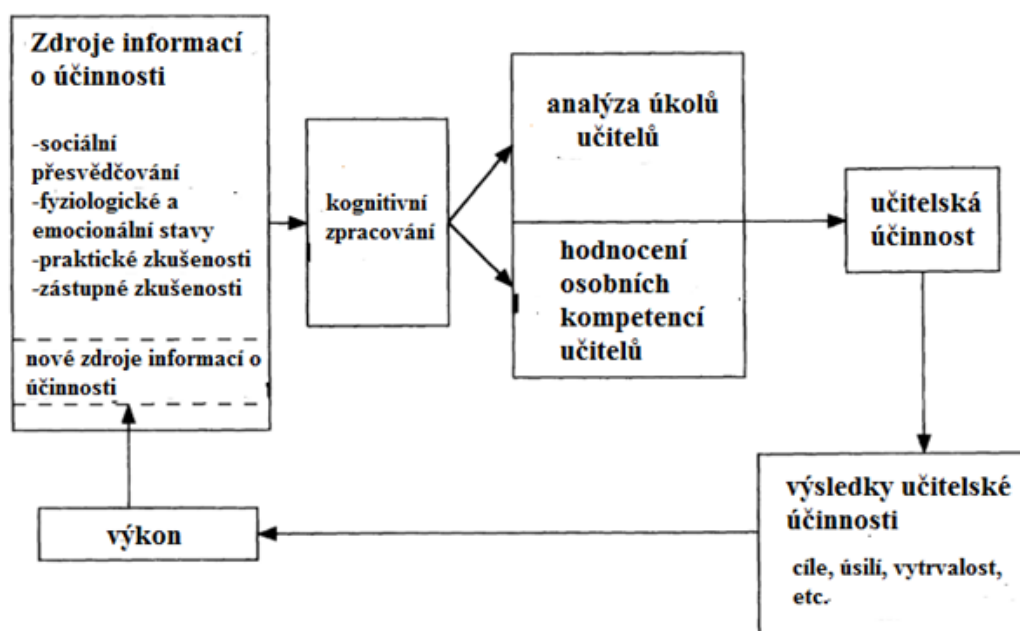 Zdroje informací
o účinnosti
-sociální
přesvědčování
-fyziologické a
emocionální stavy
-praktické zkušenosti
-zástupné zkušenosti
nové zdroje informací o
účinnosti
kognitivní
zpracování
analýza úkolů
učitelů
hodnocení
osobních
kompetencí
učitelů
učitelská
účinnost
výsledky učitelské
účinnosti
cíle, úsilí, vytrvalost,
etc.
výkon